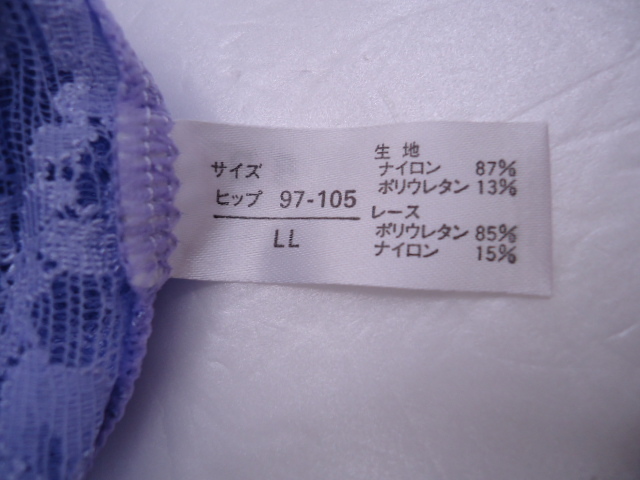 サイズ
ヒップ 97-105
LL
生地
ナイロン 87%
ポリウレタン 13%
レース
ポリウレタン 85%
ナイロン 15%